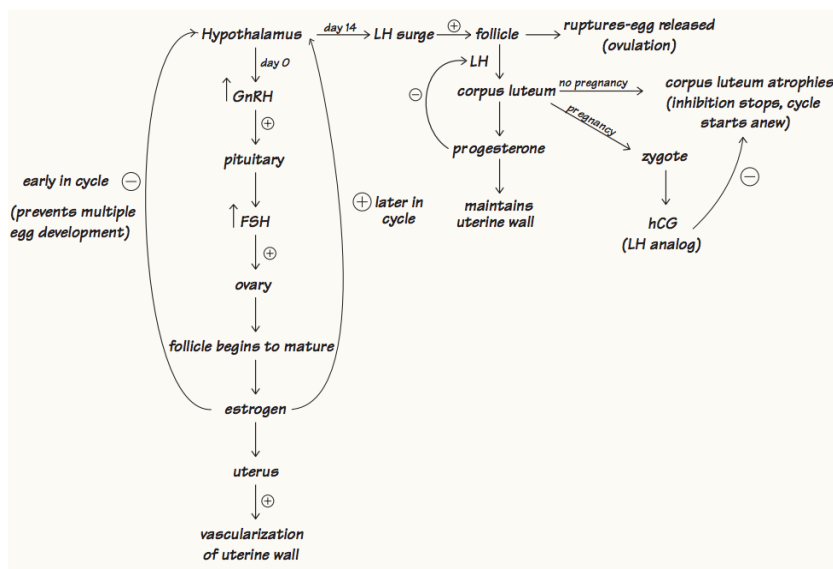 Hypothalamus
day 14
LH surge
+
follicle
ruptures-egg released
(ovulation)
day 0
GnRH
+
pituitary
FSH
+
ovary
follicle begins to mature
estrogen
uterus
+
vascularization
of uterine wall
early in cycle
−
(prevents multiple
egg development)
+ later in
cycle
LH
−
corpus luteum
progesterone
maintains
uterine wall
no pregnancy
corpus luteum atrophies
(inhibition stops, cycle
starts anew)
pregnancy
zygote
hCG
(LH analog)
−